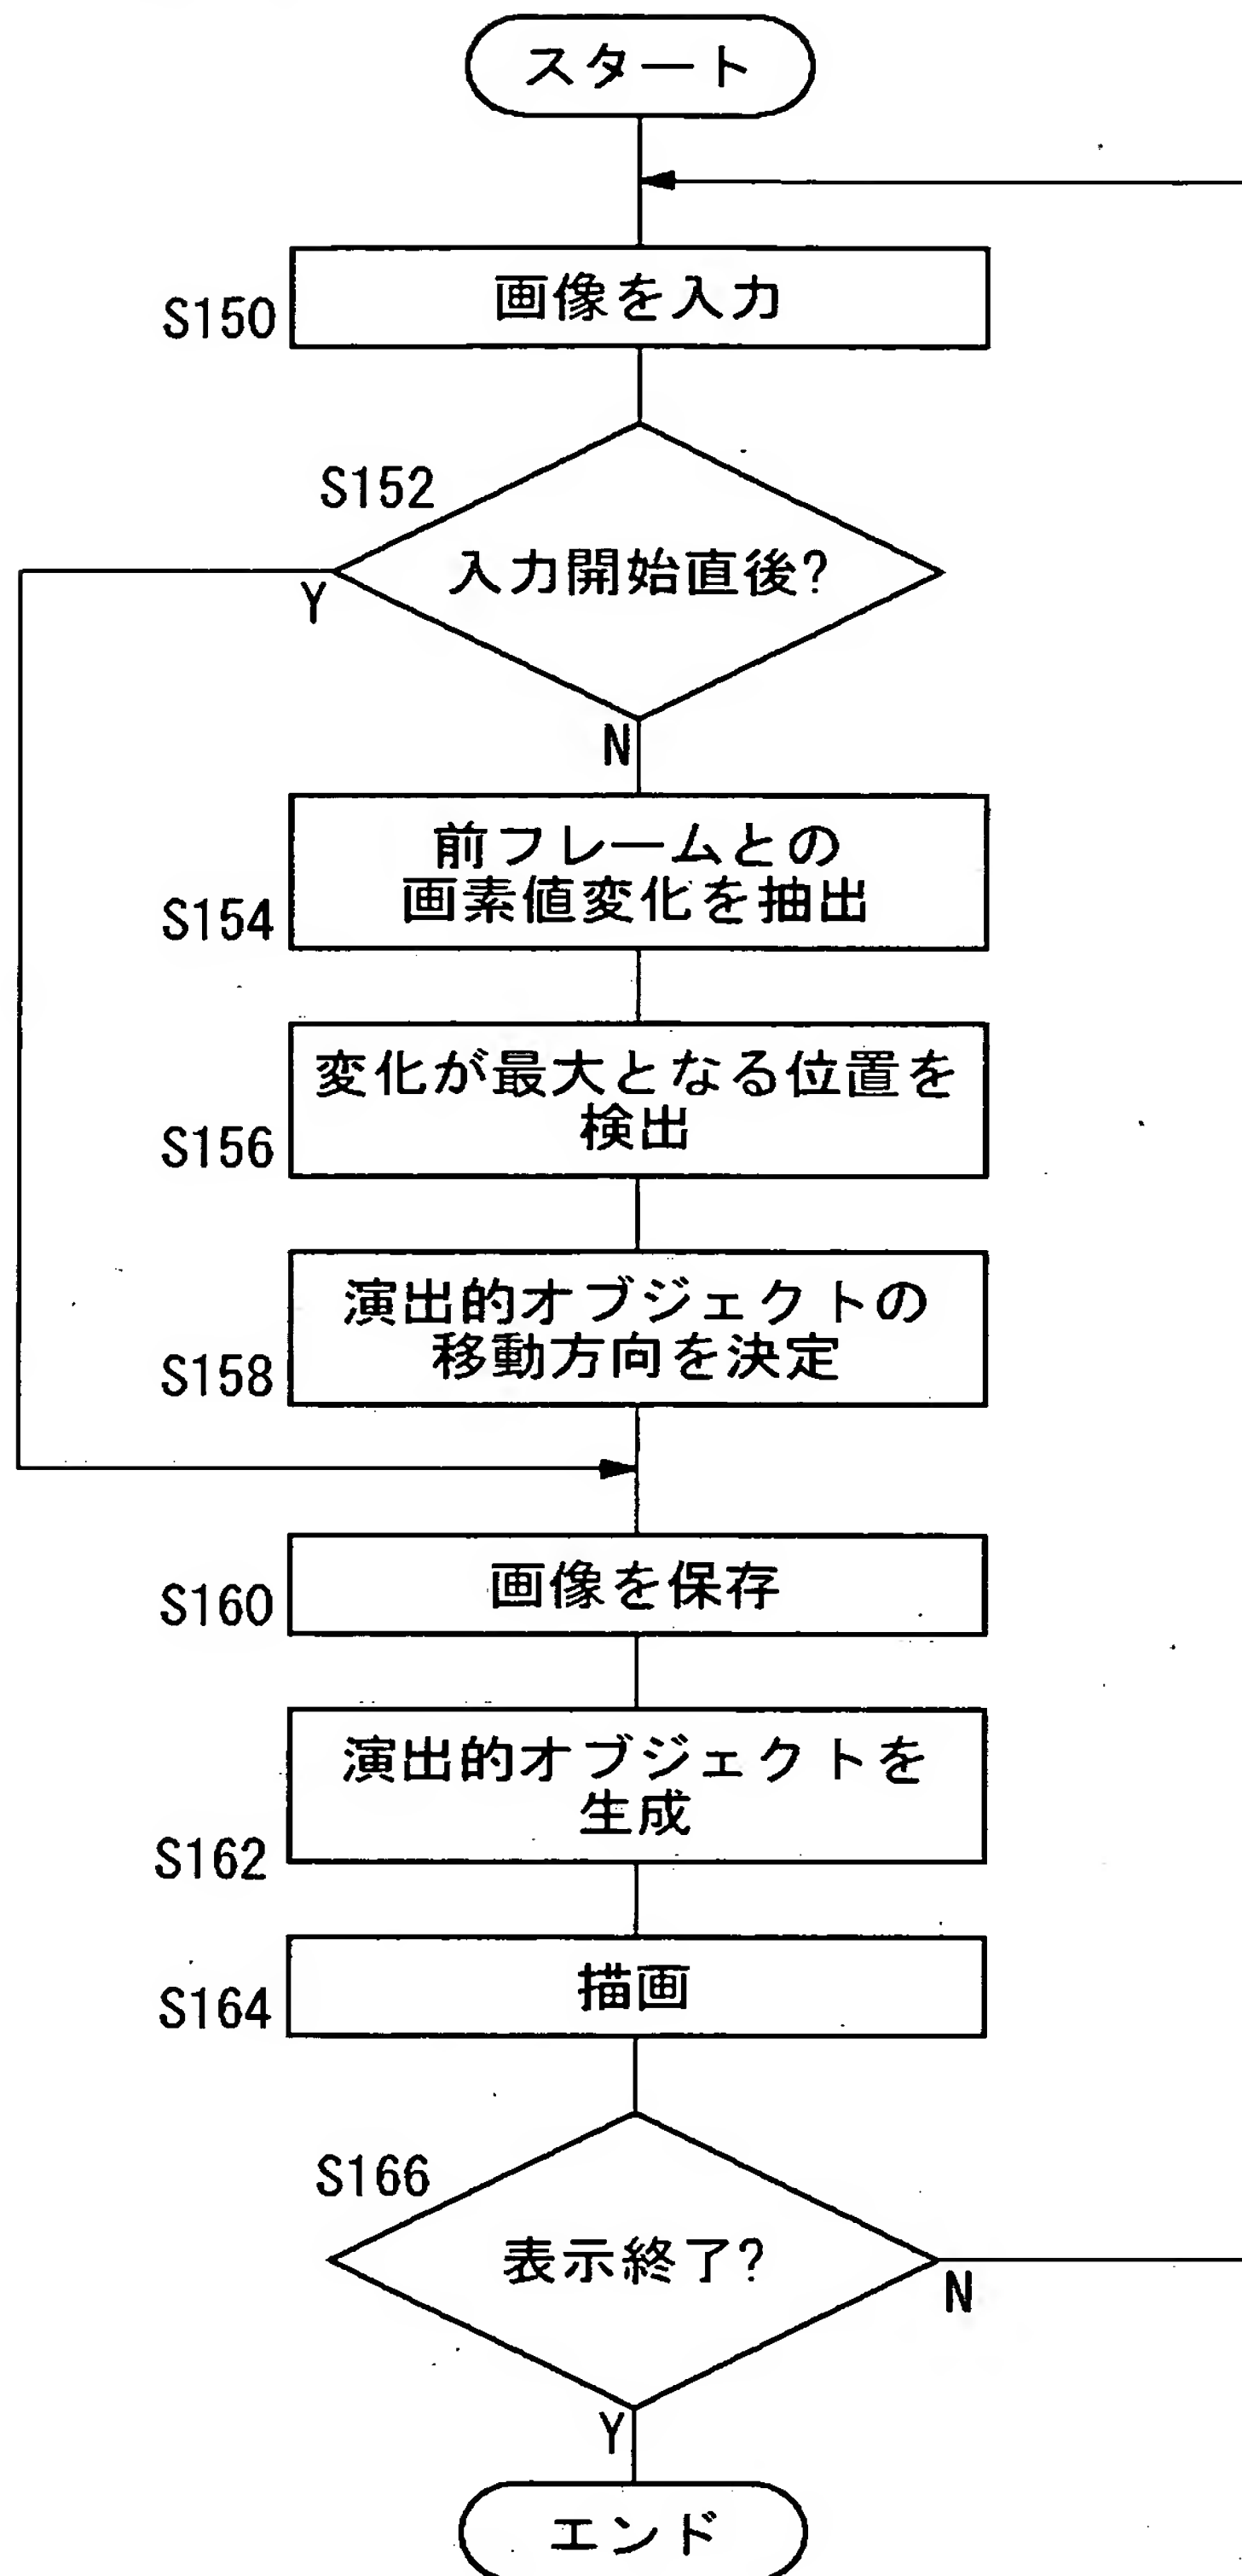 スタート
S150
画像を入力
S152
入力開始直後?
Y
N
前フレームとの
画素値変化を抽出
S154
変化が最大となる位置を
検出
S156
演出的オブジェクトの
移動方向を決定
S158
画像を保存
S160
演出的オブジェクトを
生成
S162
描画
S164
S166
表示終了?
N
Y
エンド